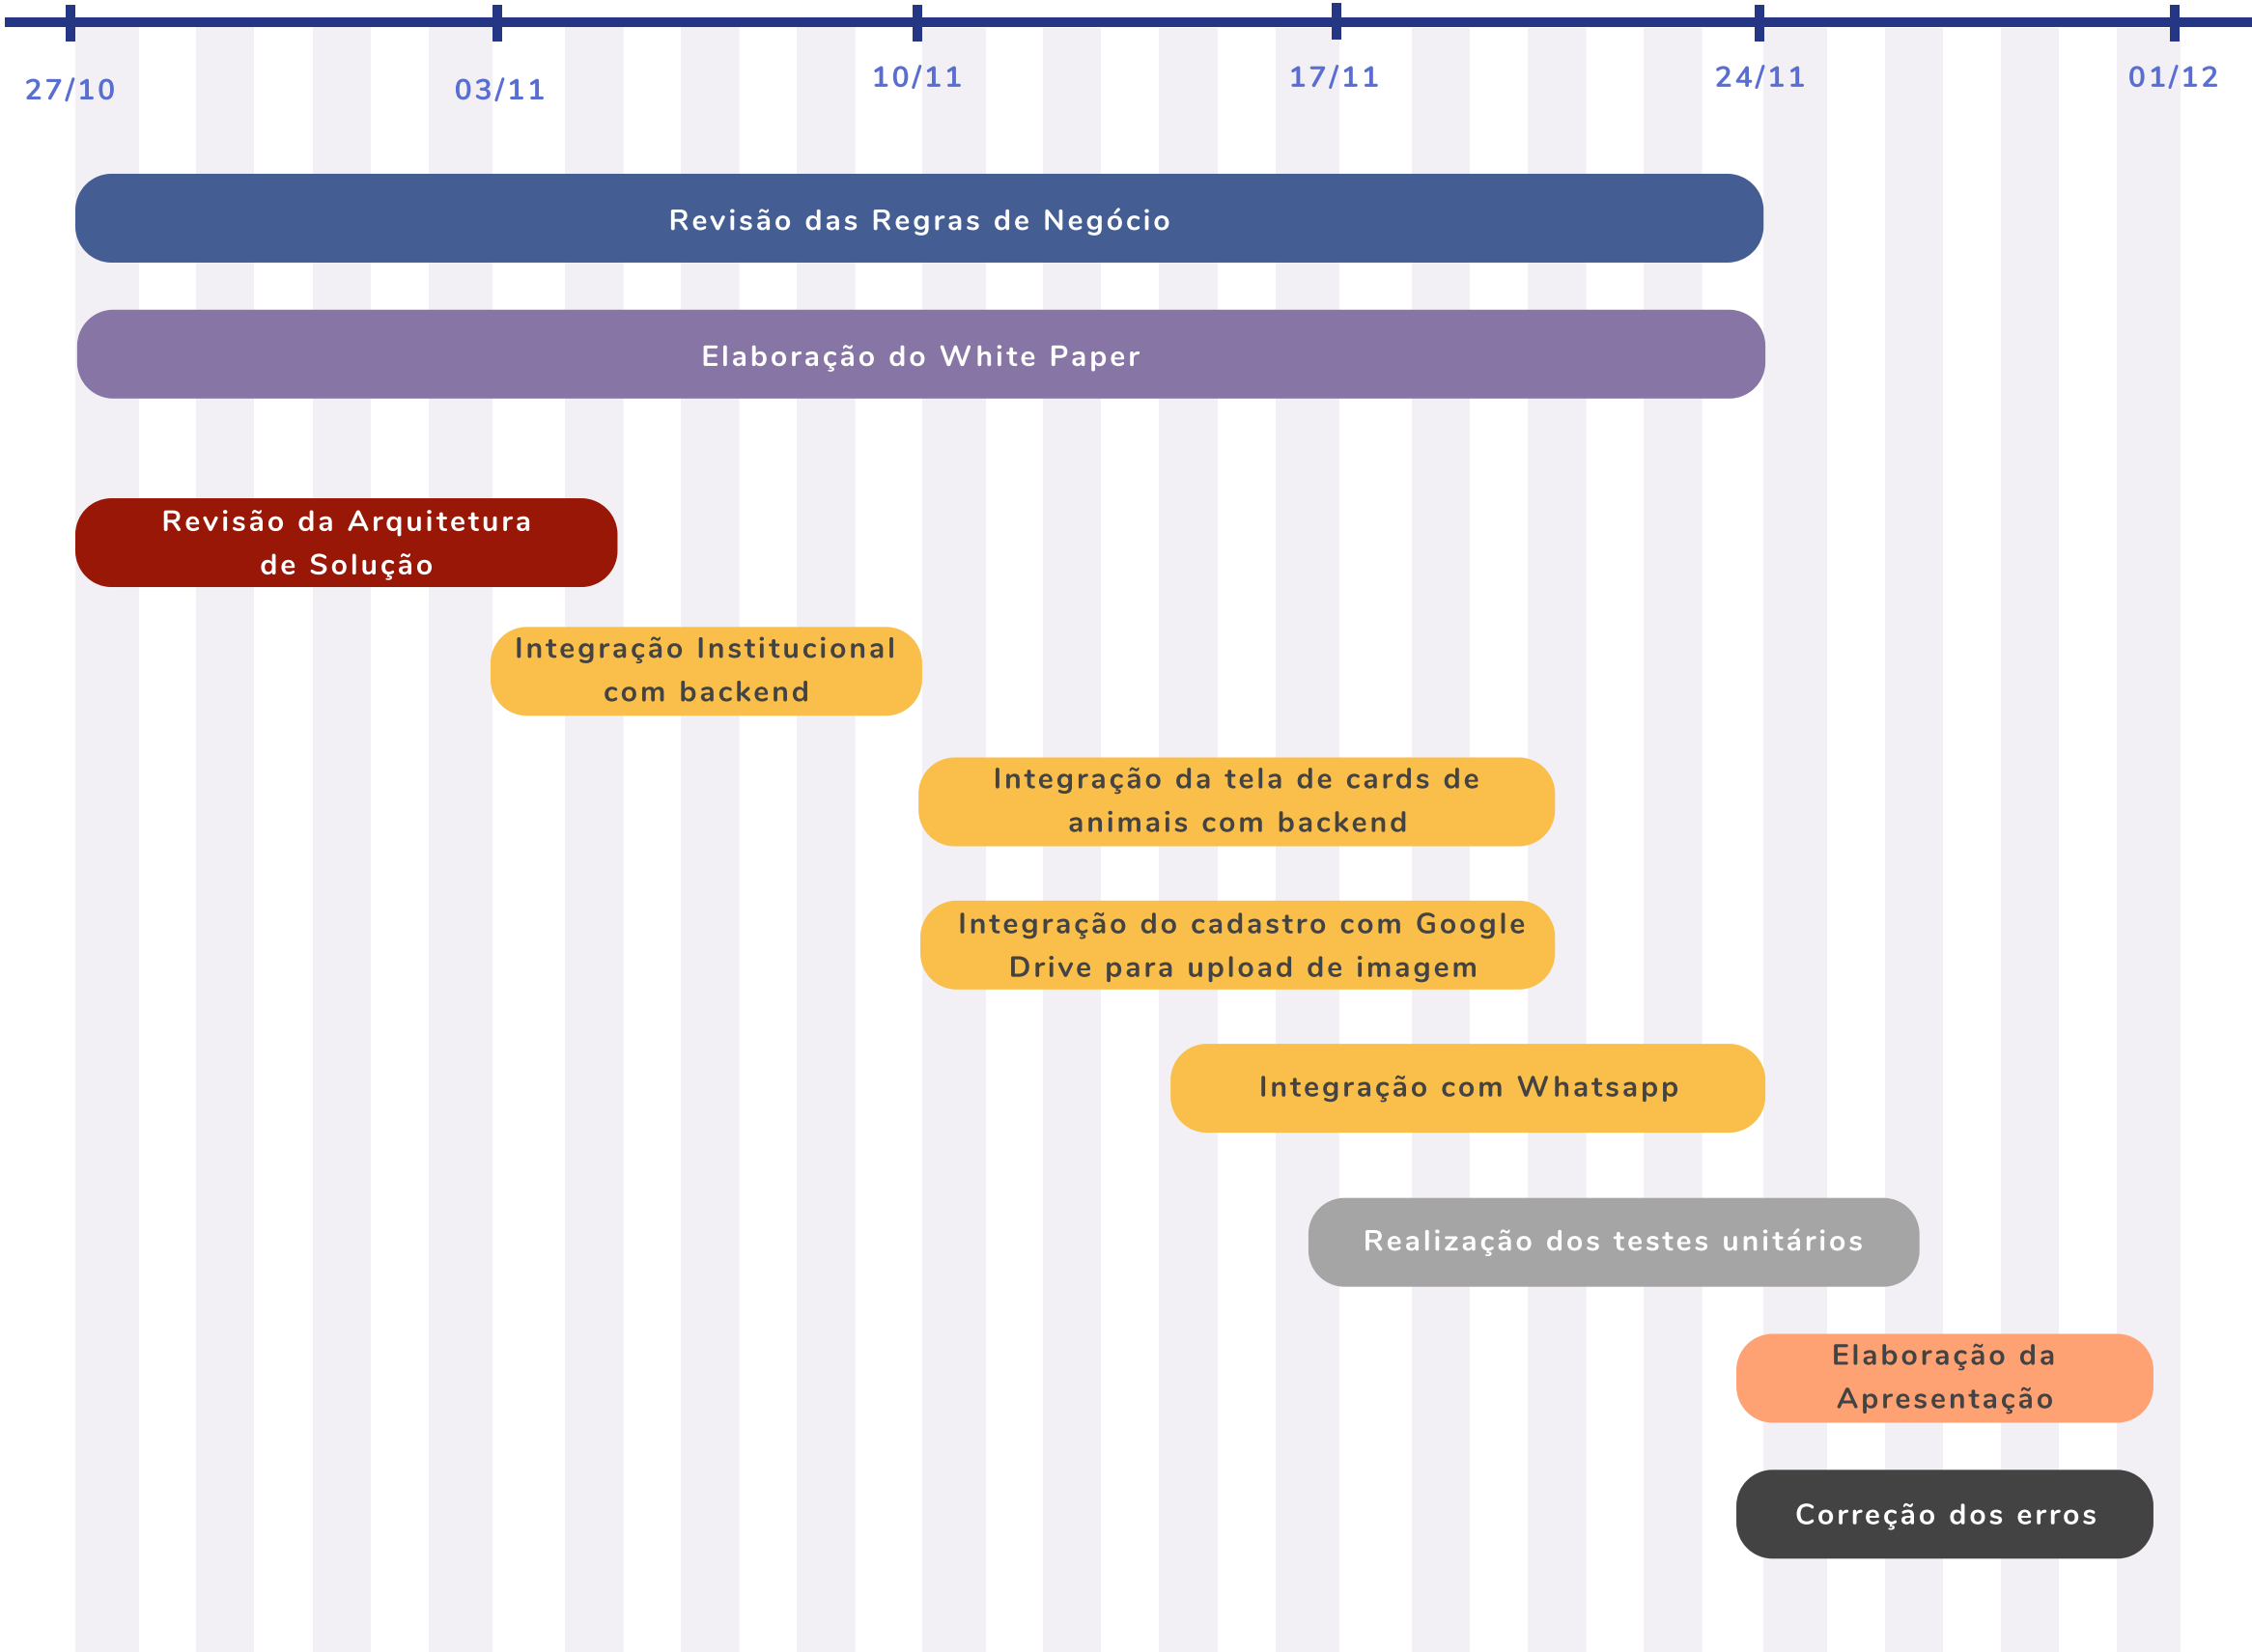 27/10
03/11
10/11
17/11
24/11
01/12
Revisão das Regras de Negócio
Elaboração do White Paper
Revisão da Arquitetura
de Solução
Integração Institucional
com backend
Integração da tela de cards de
animais com backend
Integração do cadastro com Google
Drive para upload de imagem
Integração com Whatsapp
Realização dos testes unitários
Elaboração da
Apresentação
Correção dos erros